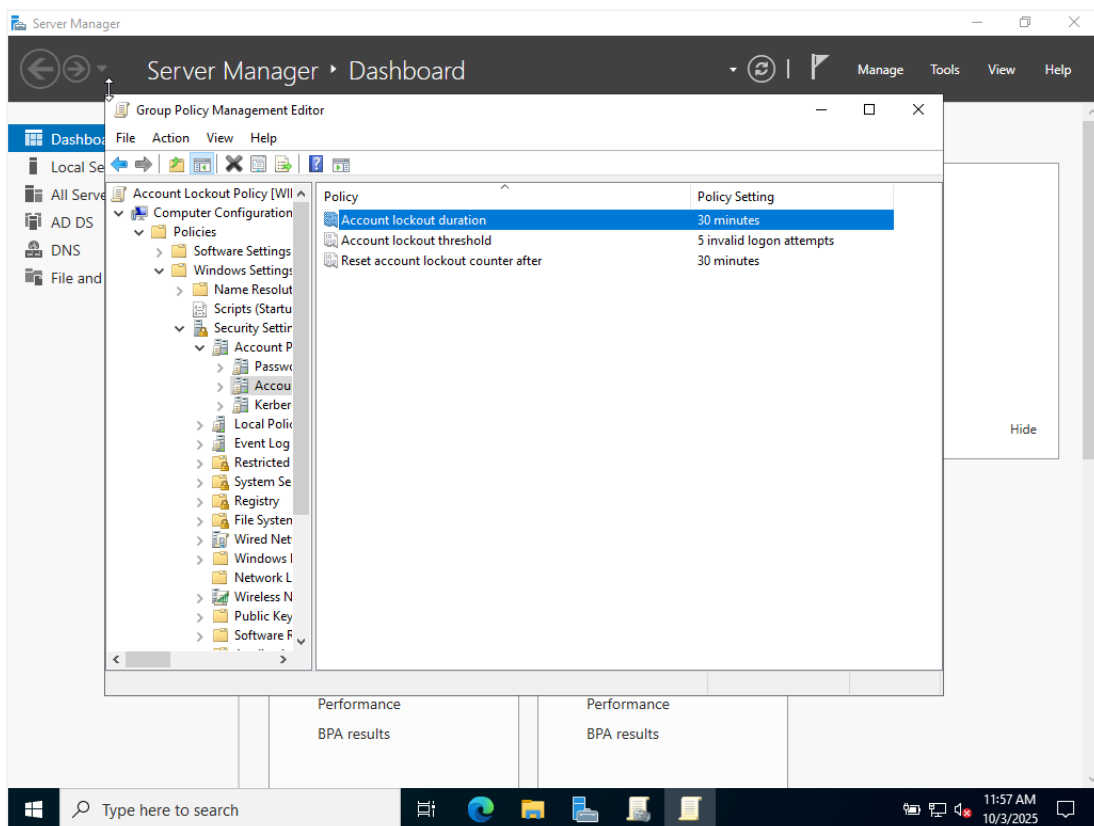 Server Manager
Server Manager • Dashboard
Manage Tools View Help
Group Policy Management Editor
File Action View Help
Dashboa
Local Se
All Serve
AD DS
DNS
File and
Account Lockout Policy [WI
Computer Configuration
Policies
Software Settings
Windows Settings
Name Resolut
Scripts (Startu
Security Settin
Account P
Passwo
Accou
Kerber
Local Polic
Event Log
Restricted
System Se
Registry
File System
Wired Net
Windows
Network L
Wireless N
Public Key
Software R
Policy Policy Setting
Account lockout duration 30 minutes
Account lockout threshold 5 invalid logon attempts
Reset account lockout counter after 30 minutes
Hide
Performance Performance
BPA results BPA results
Type here to search
11:57 AM
10/3/2025